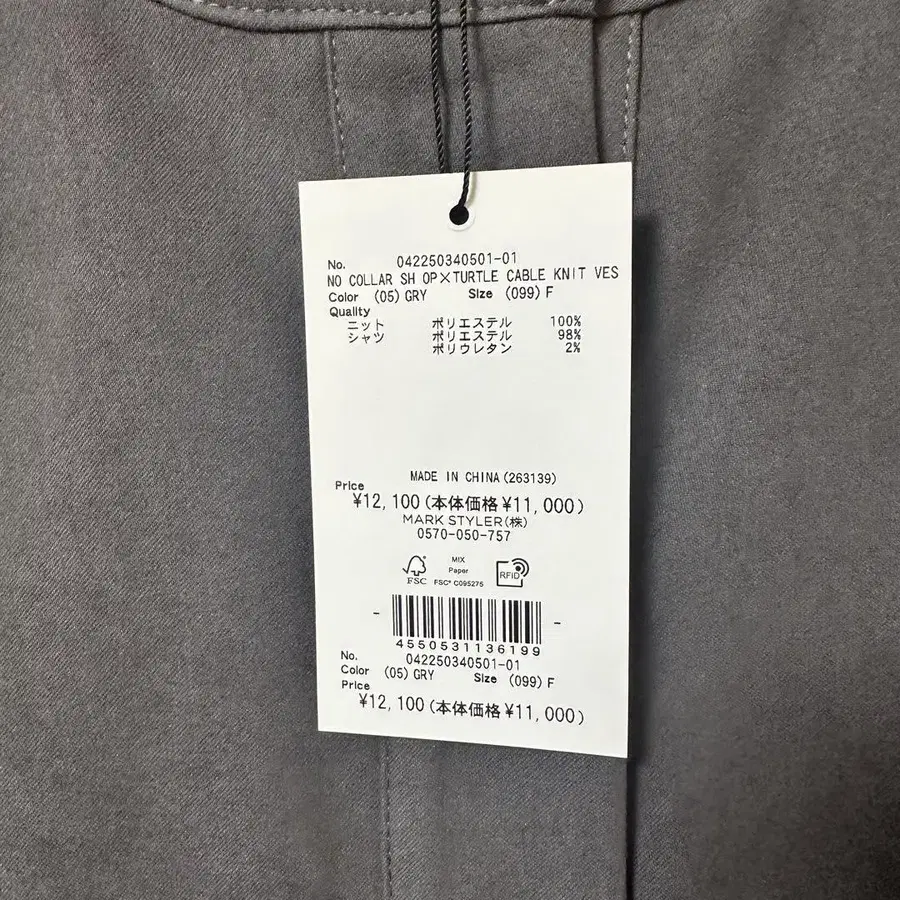 No. 042250340501-01
NO COLLAR SH OP×TURTLE CABLE KNIT VES
Color (05)GRY Size (099)F
Quality
ニット ポリエステル 100%
シャツ ポリエステル 98%
ポリウレタン 2%
MADE IN CHINA(263139)
Price
¥12,100(本体価格¥11,000)
MARK STYLER(株)
0570-050-757
FSC MIX Paper FSC® C095275 RFID
4550531136199
No. 042250340501-01
Color (05)GRY Size (099)F
Price
¥12,100(本体価格¥11,000)